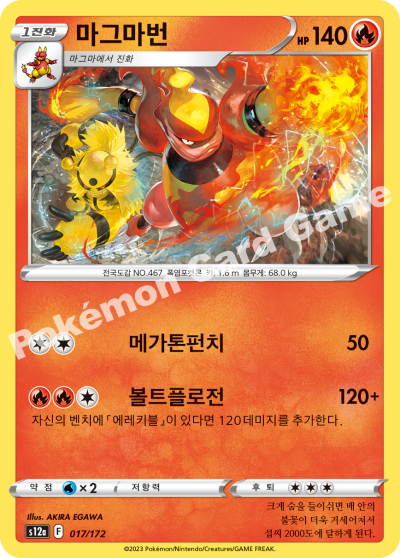 1진화
마그마번
HP 140
마그마에서 진화
전국도감 NO.467 폭염포켓몬 키: 1.6 m 몸무게: 68.0 kg
Pokémon Card Game
메가톤펀치 50
볼트플로전 120+
자신의 벤치에 「에레키블」이 있다면 120데미지를 추가한다.
약점 ×2 저항력 후퇴
Illus. AKIRA EGAWA
s12a F 017/172
크게 숨을 들이쉬면 배 안의
불꽃이 더욱 거세어져서
섭씨 2000도에 달하게 된다.
©2023 Pokémon/Nintendo/Creatures/GAME FREAK.